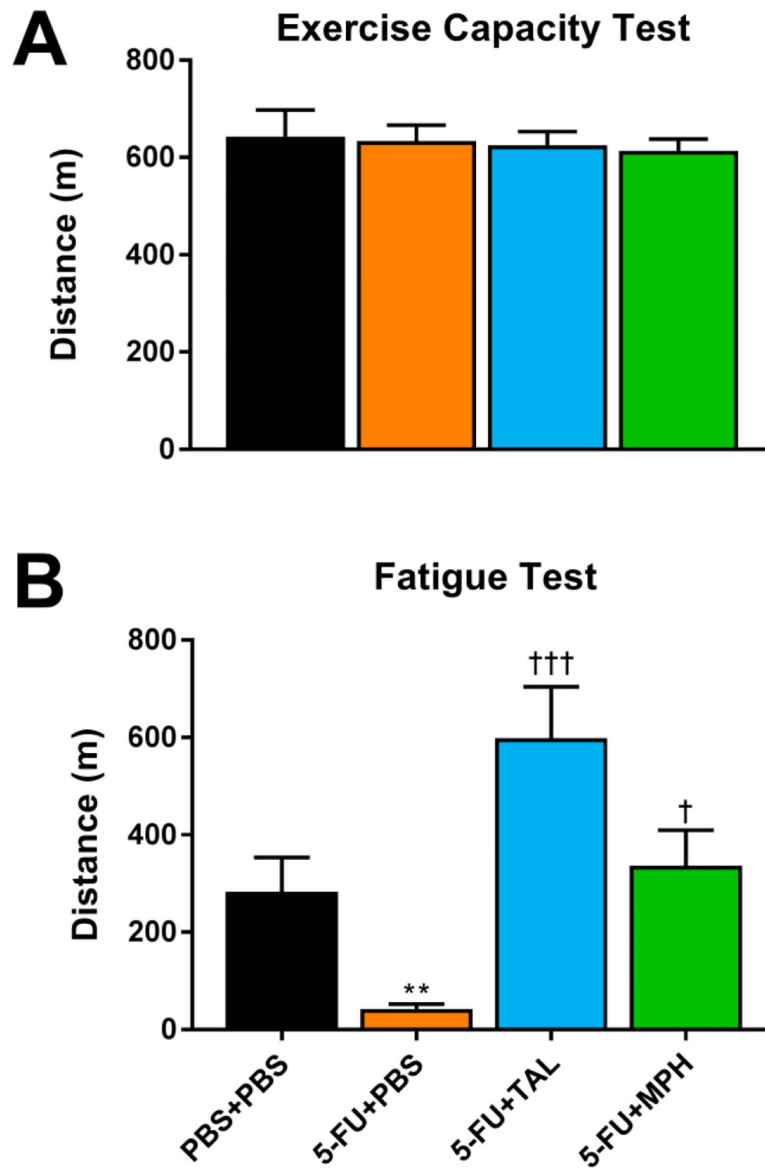 A
Exercise Capacity Test
Distance (m)
800
600
400
200
0
B
Fatigue Test
Distance (m)
800
600
400
200
0
**
†††
†
PBS+PBS
5-FU+PBS
5-FU+TAL
5-FU+MPH